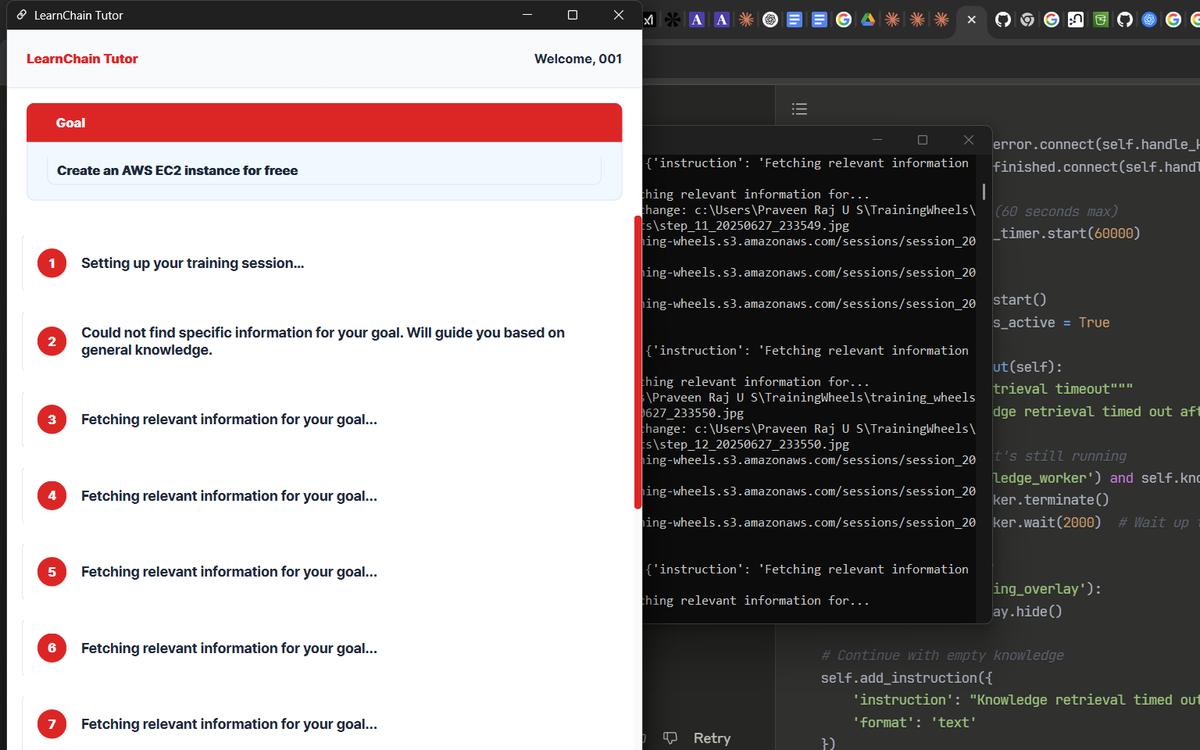 LearnChain Tutor
LearnChain Tutor
Welcome, 001
Goal
Create an AWS EC2 instance for freee
1
Setting up your training session...
2
Could not find specific information for your goal. Will guide you based on
general knowledge.
3
Fetching relevant information for your goal...
4
Fetching relevant information for your goal...
5
Fetching relevant information for your goal...
6
Fetching relevant information for your goal...
7
Fetching relevant information for your goal...
{'instruction': 'Fetching relevant information
ching relevant information for...
change: c:\Users\Praveen Raj U S\TrainingWheels\
ts\step_11_20250627_233549.jpg
ning-wheels.s3.amazonaws.com/sessions/session_20
ning-wheels.s3.amazonaws.com/sessions/session_20
ning-wheels.s3.amazonaws.com/sessions/session_20
{'instruction': 'Fetching relevant information
ching relevant information for...
s\Praveen Raj U S\TrainingWheels\training_wheels
0627_233550.jpg
change: c:\Users\Praveen Raj U S\TrainingWheels\
ts\step_12_20250627_233550.jpg
ning-wheels.s3.amazonaws.com/sessions/session_20
ning-wheels.s3.amazonaws.com/sessions/session_20
ning-wheels.s3.amazonaws.com/sessions/session_20
{'instruction': 'Fetching relevant information
ching relevant information for...
error.connect(self.handle_k
finished.connect(self.handl
(60 seconds max)
_timer.start(60000)
start()
s_active = True
ut(self):
trieval timeout"""
dge retrieval timed out aft
t's still running
ledge_worker') and self.kno
ker.terminate()
ker.wait(2000)  # Wait up t
ing_overlay'):
ay.hide()
# Continue with empty knowledge
self.add_instruction({
'instruction': "Knowledge retrieval timed out
'format': 'text'
})
Retry